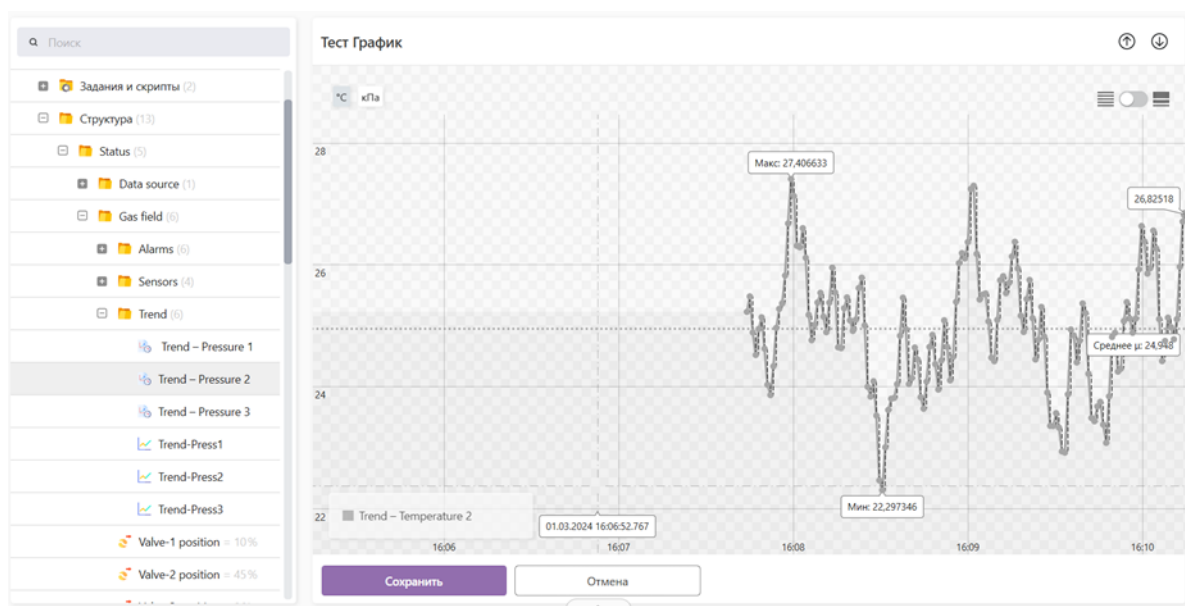 Поиск
Задания и скрипты (2)
Структура (13)
Status (5)
Data source (1)
Gas field (6)
Alarms (6)
Sensors (4)
Trend (6)
Trend – Pressure 1
Trend – Pressure 2
Trend – Pressure 3
Trend-Press1
Trend-Press2
Trend-Press3
Valve-1 position = 10%
Valve-2 position = 45%
Тест График
°C кПа
28
26
24
22
Макс: 27,406633
26,82518
Среднее μ: 24,948
Мин: 22,297346
Trend – Temperature 2
01.03.2024 16:06:52.767
16:06 16:07 16:08 16:09 16:10
Сохранить Отмена